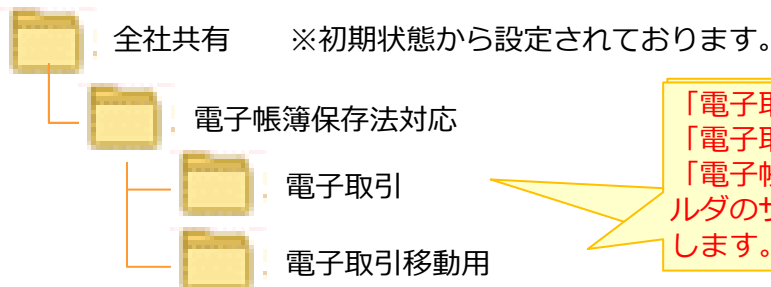 全社共有　　※初期状態から設定されております。
電子帳簿保存法対応
電子取引
電子取引移動用
「電子取
「電子取
「電子帳
ルダのサ
します。